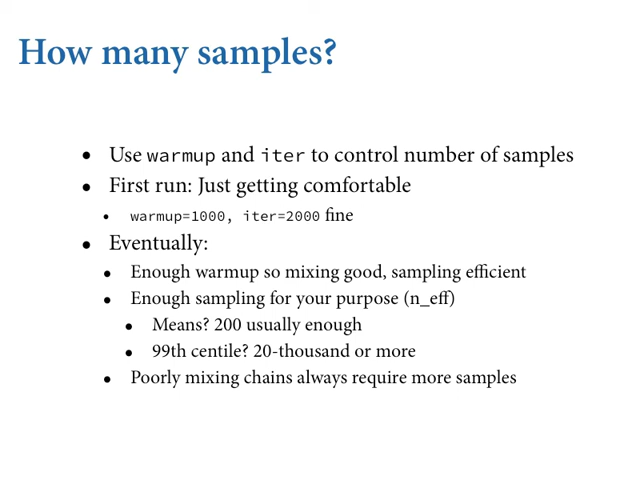 How many samples?
• Use warmup and iter to control number of samples
• First run: Just getting comfortable
• warmup=1000, iter=2000 fine
• Eventually:
• Enough warmup so mixing good, sampling efficient
• Enough sampling for your purpose (n_eff)
• Means? 200 usually enough
• 99th centile? 20-thousand or more
• Poorly mixing chains always require more samples